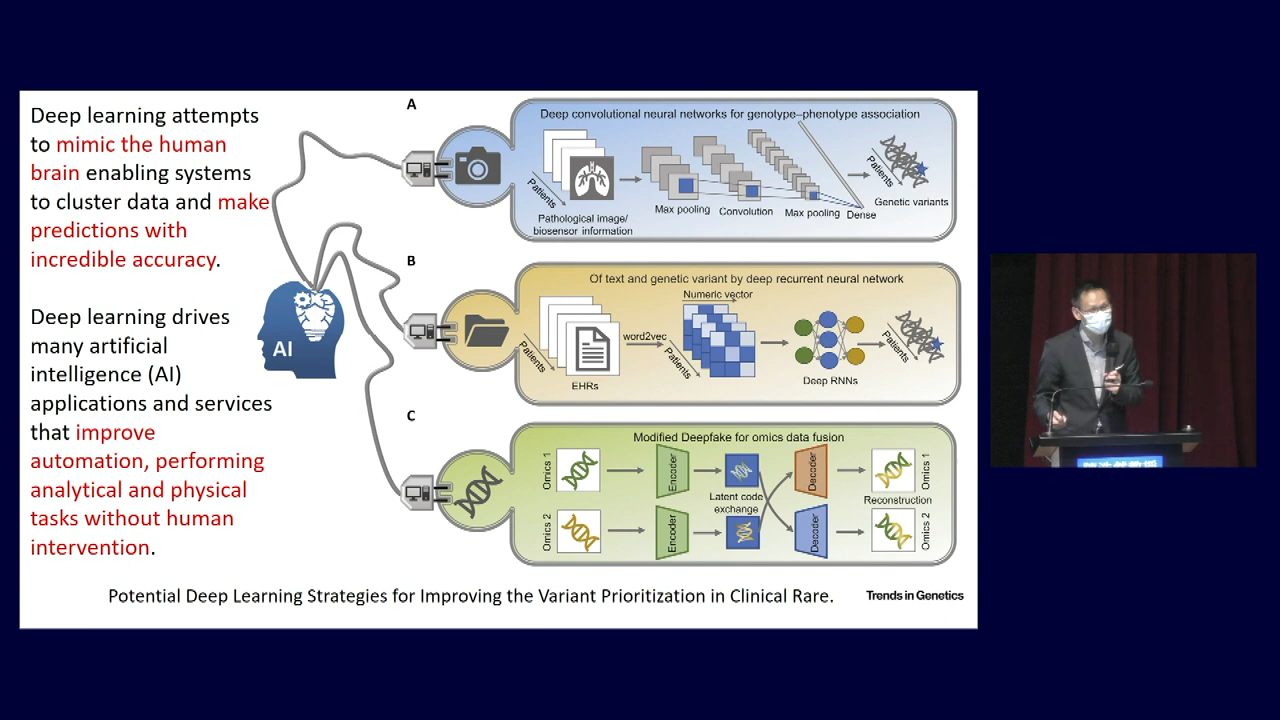 Deep learning attempts
to mimic the human
brain enabling systems
to cluster data and make
predictions with
incredible accuracy.
Deep learning drives
many artificial
intelligence (AI)
applications and services
that improve
automation, performing
analytical and physical
tasks without human
intervention.
AI
A
Deep convolutional neural networks for genotype–phenotype association
Patients
Pathological image/
biosensor information
Max pooling
Convolution
Max pooling
Dense
Patients
Genetic variants
B
Of text and genetic variant by deep recurrent neural network
Patients
EHRs
word2vec
Numeric vector
Patients
Deep RNNs
Patients
C
Modified Deepfake for omics data fusion
Omics 1
Encoder
Decoder
Omics 1
Latent code
exchange
Reconstruction
Omics 2
Encoder
Decoder
Omics 2
Potential Deep Learning Strategies for Improving the Variant Prioritization in Clinical Rare.
Trends in Genetics